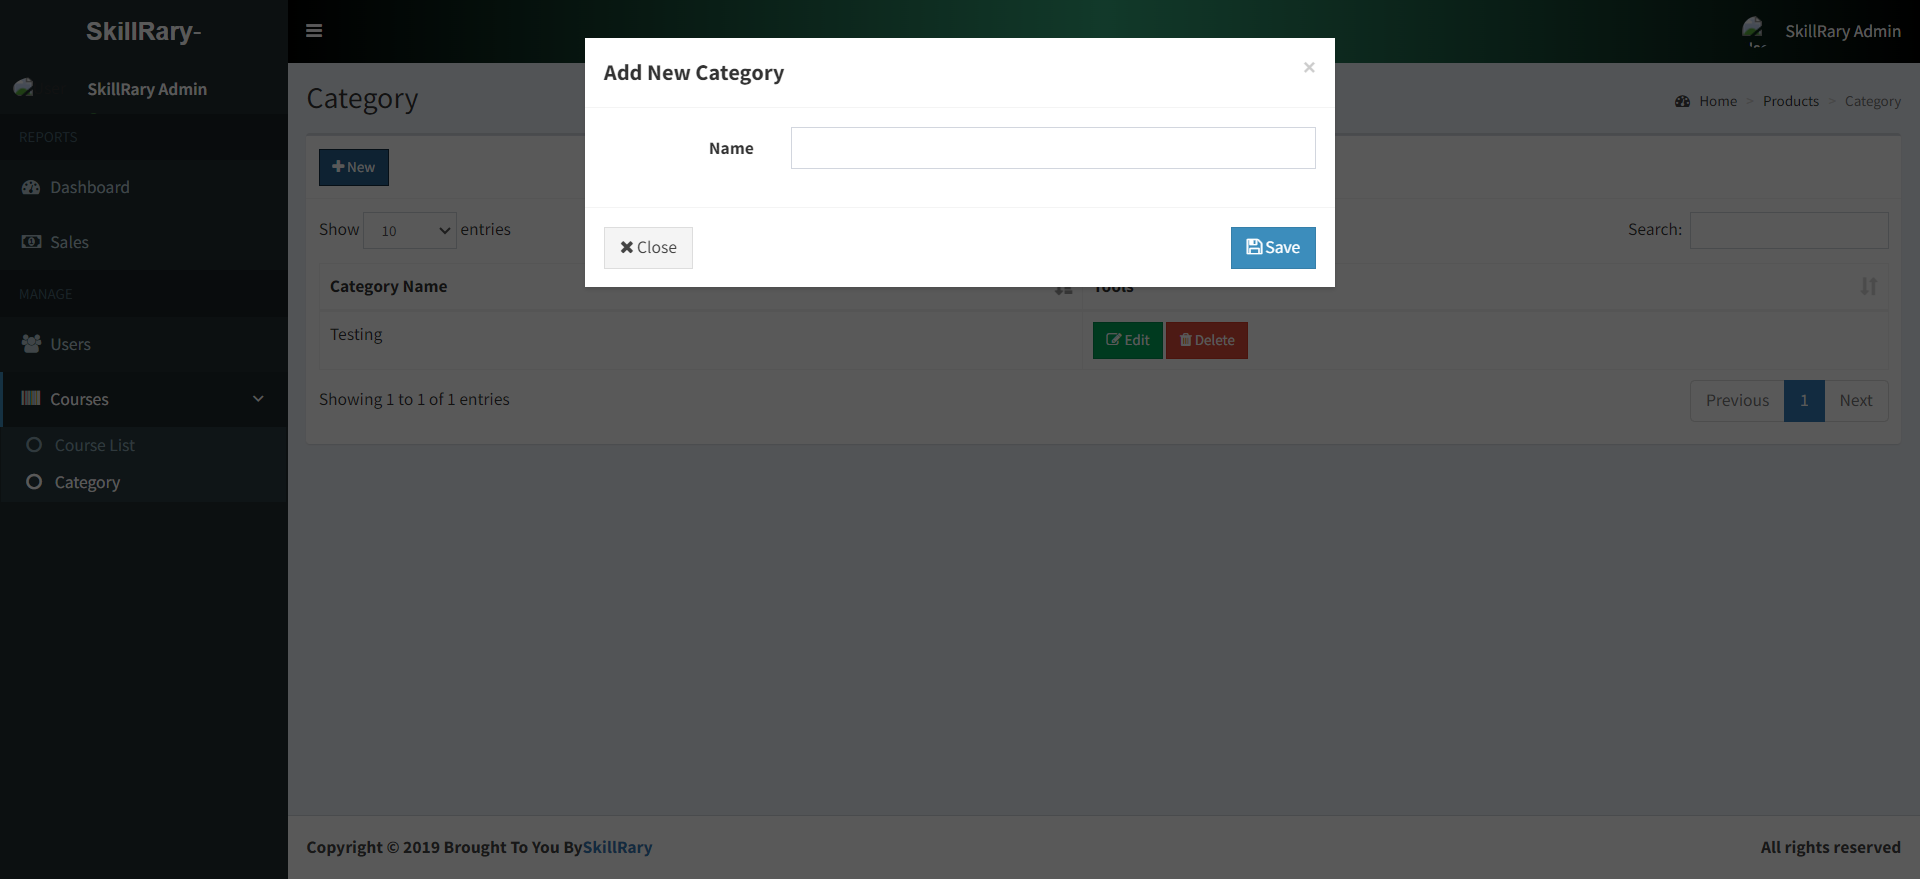 SkillRary-
SkillRary Admin
SkillRary Admin
REPORTS
Dashboard
Sales
MANAGE
Users
Courses
Course List
Category
Category
Home > Products > Category
New
Show 10 entries
Search:
Category Name
Tools
Testing
Edit
Delete
Showing 1 to 1 of 1 entries
Previous 1 Next
Add New Category
×
Name
Close
Save
Copyright © 2019 Brought To You BySkillRary
All rights reserved